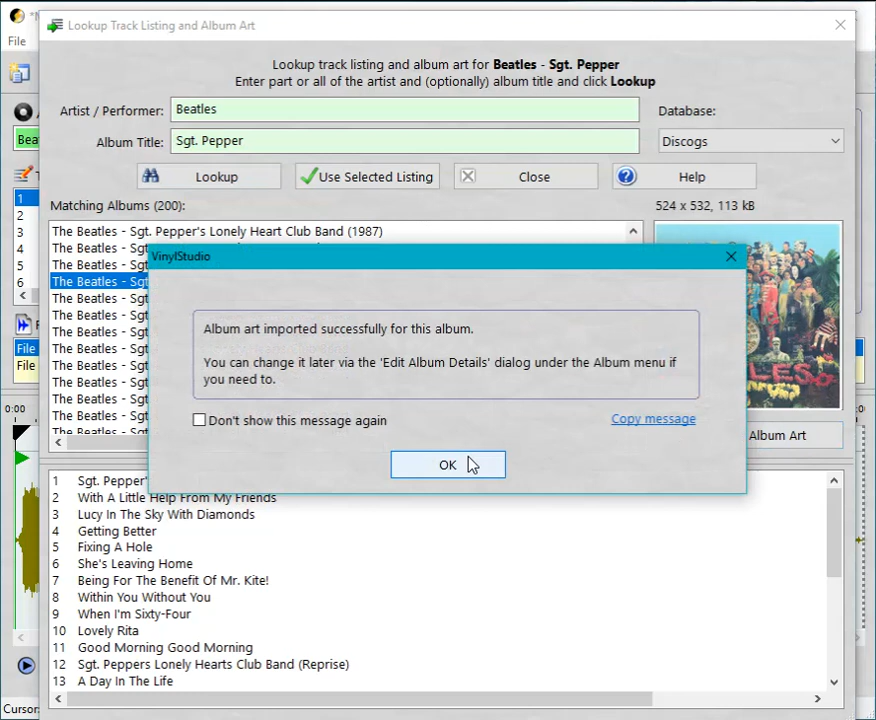 Lookup Track Listing and Album Art
File
Lookup track listing and album art for Beatles - Sgt. Pepper
Enter part or all of the artist and (optionally) album title and click Lookup
Artist / Performer: Beatles
Database:
Album Title: Sgt. Pepper
Discogs
Lookup
Use Selected Listing
Close
Help
Matching Albums (200):
524 x 532, 113 kB
The Beatles - Sgt. Pepper's Lonely Heart Club Band (1987)
The Beatles - Sgt
The Beatles - Sgt
The Beatles - Sgt
The Beatles - Sgt
The Beatles - Sgt
The Beatles - Sgt
The Beatles - Sgt
The Beatles - Sgt
The Beatles - Sgt
The Beatles - Sgt
The Beatles - Sgt
The Beatles - Sgt
Bea
1
2
3
4
5
6
File
File
0:00
VinylStudio
Album art imported successfully for this album.
You can change it later via the 'Edit Album Details' dialog under the Album menu if
you need to.
Don't show this message again
Copy message
OK
Album Art
1 Sgt. Pepper'
2 With A Little Help From My Friends
3 Lucy In The Sky With Diamonds
4 Getting Better
5 Fixing A Hole
6 She's Leaving Home
7 Being For The Benefit Of Mr. Kite!
8 Within You Without You
9 When I'm Sixty-Four
10 Lovely Rita
11 Good Morning Good Morning
12 Sgt. Peppers Lonely Hearts Club Band (Reprise)
13 A Day In The Life
Cursor: